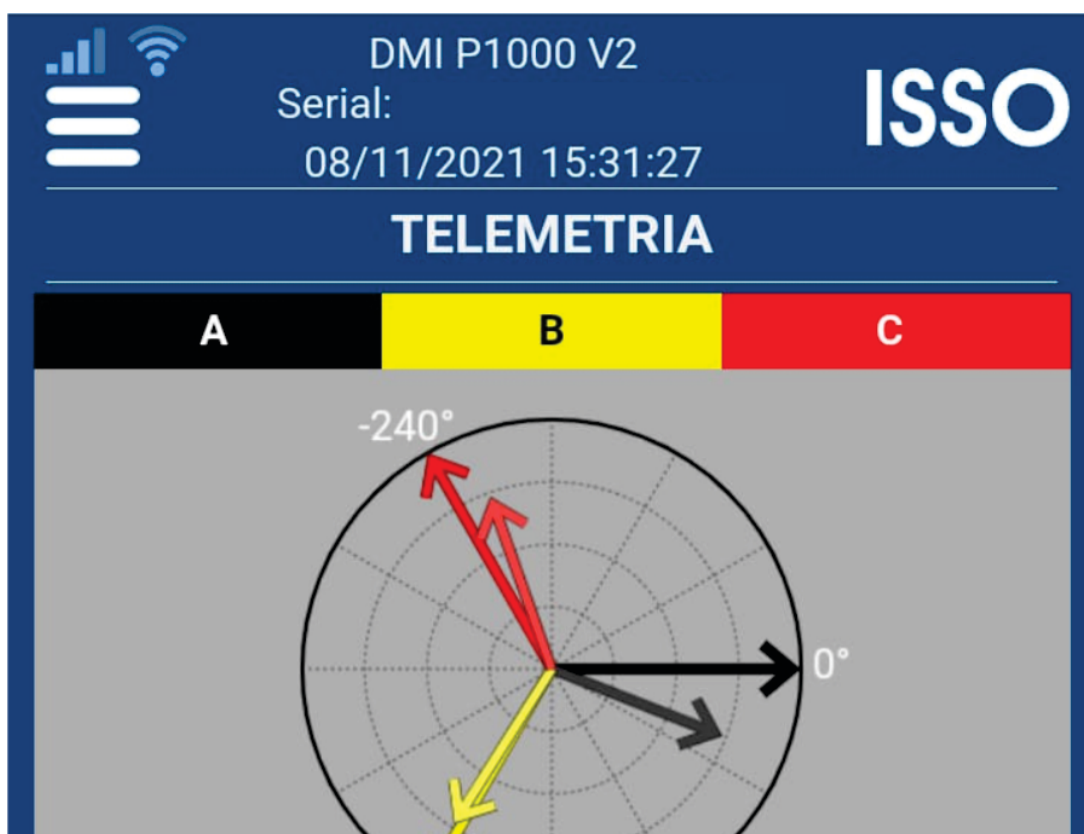 DMI P1000 V2
Serial:
ISSO
08/11/2021 15:31:27
TELEMETRIA
A B C
-240°
0°